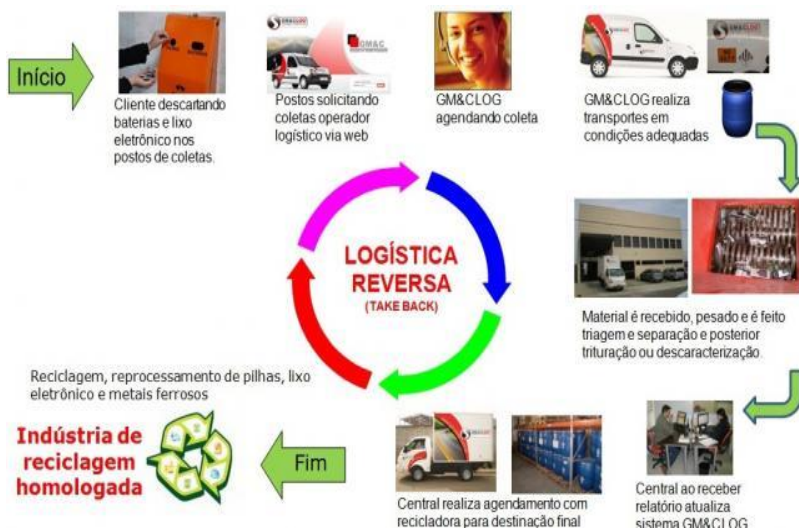 Início
Cliente descartando
baterias e lixo
eletrônico nos
postos de coletas.
GM&C
Postos solicitando
coletas operador
logístico via web
GM&CLOG
agendando coleta
GM&CLOG realiza
transportes em
condições adequadas
LOGÍSTICA
REVERSA
(TAKE BACK)
Material é recebido, pesado e é feito
triagem e separação e posterior
trituração ou descaracterização.
Central ao receber
relatório atualiza
sistema GM&CLOG
Central realiza agendamento com
recicladora para destinação final
Fim
Reciclagem, reprocessamento de pilhas, lixo
eletrônico e metais ferrosos
Indústria de
reciclagem
homologada